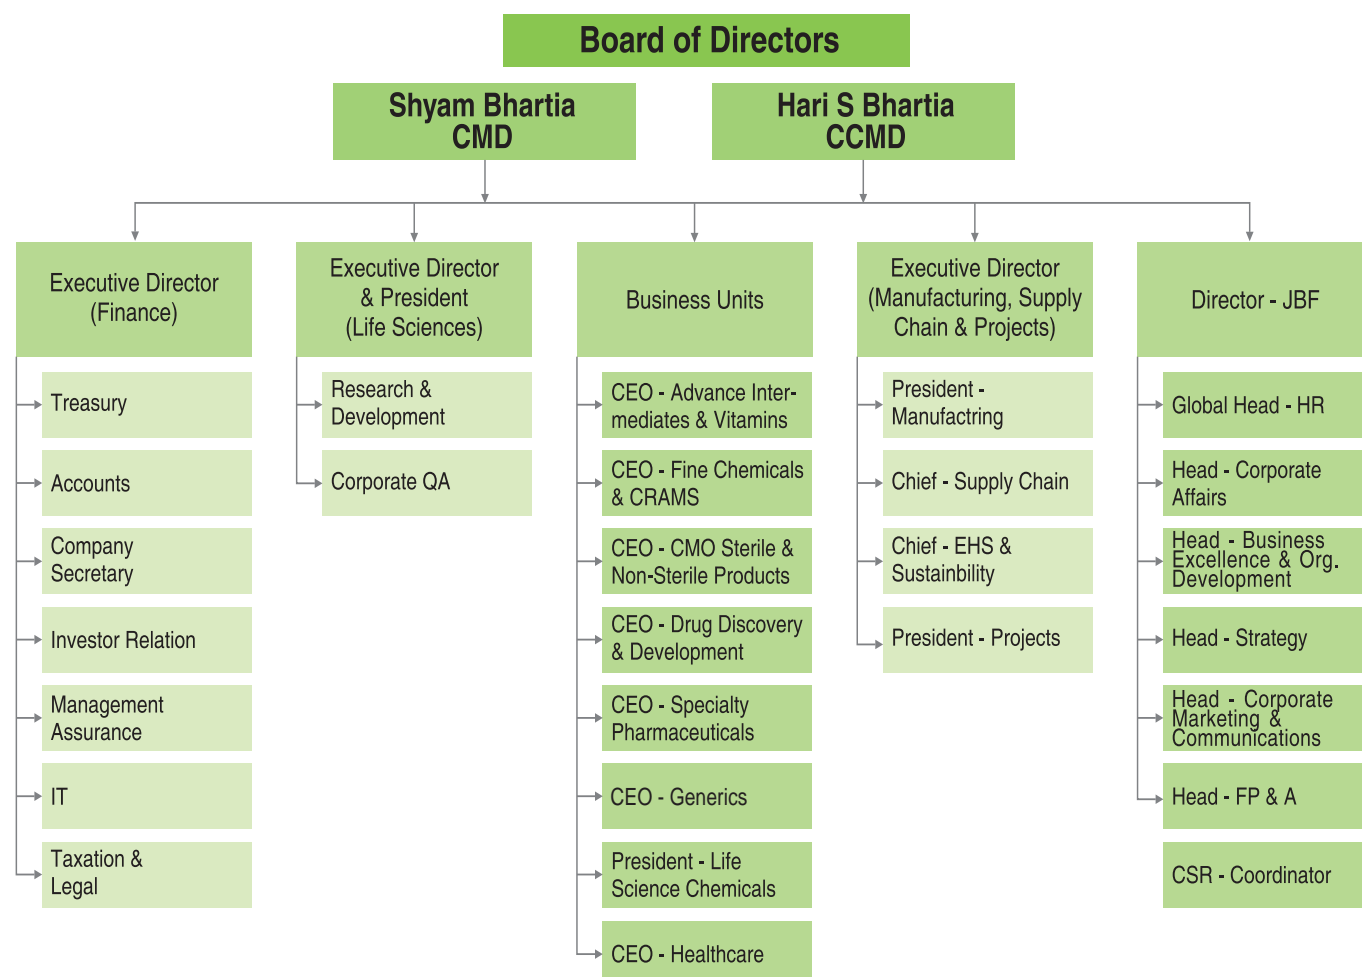 Board of Directors
Shyam Bhartia
CMD
Hari S Bhartia
CCMD
Executive Director
(Finance)
Treasury
Accounts
Company
Secretary
Investor Relation
Management
Assurance
IT
Taxation &
Legal
Executive Director
& President
(Life Sciences)
Research &
Development
Corporate QA
Business Units
CEO - Advance Inter-
mediates & Vitamins
CEO - Fine Chemicals
& CRAMS
CEO - CMO Sterile &
Non-Sterile Products
CEO - Drug Discovery
& Development
CEO - Specialty
Pharmaceuticals
CEO - Generics
President - Life
Science Chemicals
CEO - Healthcare
Executive Director
(Manufacturing, Supply
Chain & Projects)
President -
Manufactring
Chief - Supply Chain
Chief - EHS &
Sustainbility
President - Projects
Director - JBF
Global Head - HR
Head - Corporate
Affairs
Head - Business
Excellence & Org.
Development
Head - Strategy
Head - Corporate
Marketing &
Communications
Head - FP & A
CSR - Coordinator